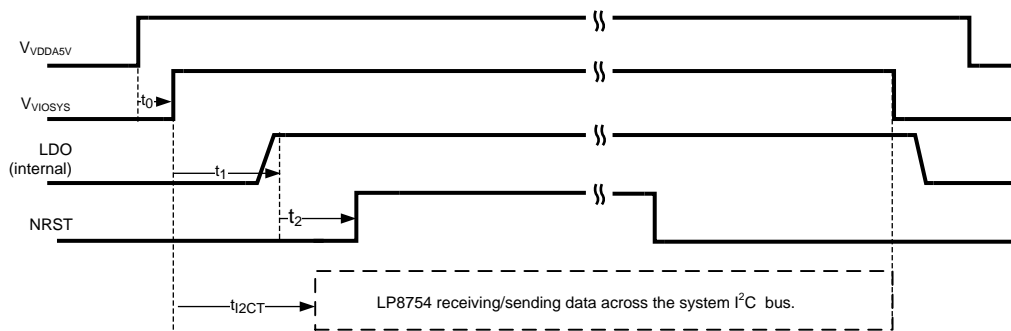 VVDDA5V
t0
VVIOSYS
LDO
(internal)
t1
t2
NRST
tI2CT
LP8754 receiving/sending data across the system I2C bus.